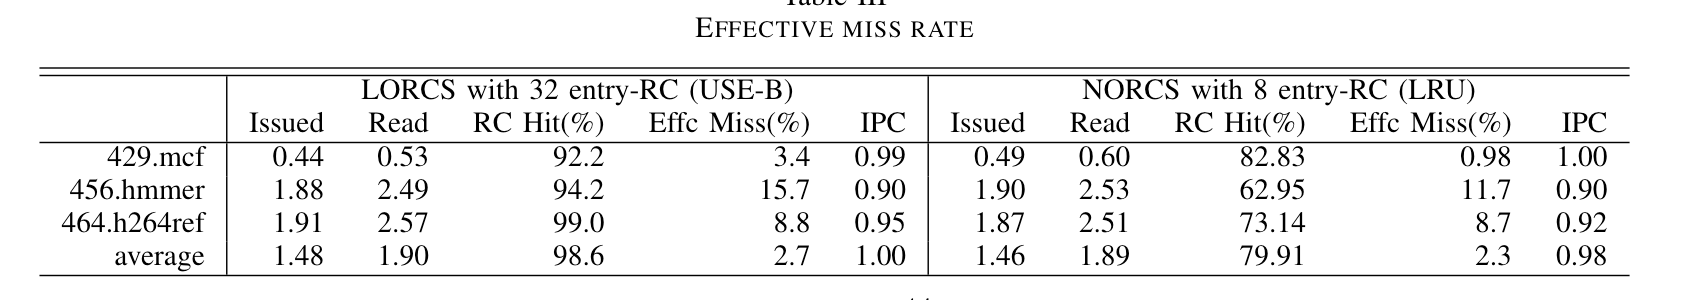 Table III
EFFECTIVE MISS RATE
LORCS with 32 entry-RC (USE-B) NORCS with 8 entry-RC (LRU)
Issued Read RC Hit(%) Effc Miss(%) IPC Issued Read RC Hit(%) Effc Miss(%) IPC
429.mcf 0.44 0.53 92.2 3.4 0.99 0.49 0.60 82.83 0.98 1.00
456.hmmer 1.88 2.49 94.2 15.7 0.90 1.90 2.53 62.95 11.7 0.90
464.h264ref 1.91 2.57 99.0 8.8 0.95 1.87 2.51 73.14 8.7 0.92
average 1.48 1.90 98.6 2.7 1.00 1.46 1.89 79.91 2.3 0.98